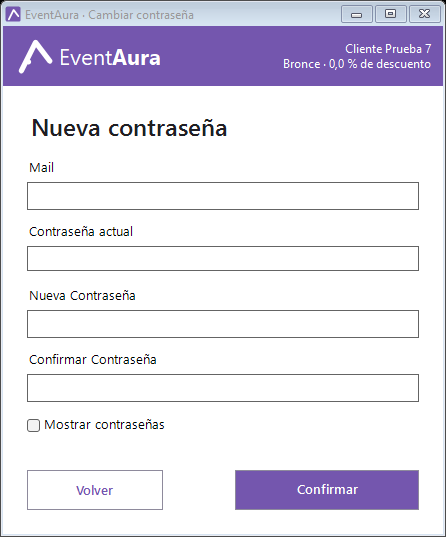 EventAura · Cambiar contraseña
EventAura
Cliente Prueba 7
Bronce · 0,0 % de descuento
Nueva contraseña
Mail
Contraseña actual
Nueva Contraseña
Confirmar Contraseña
Mostrar contraseñas
Volver
Confirmar